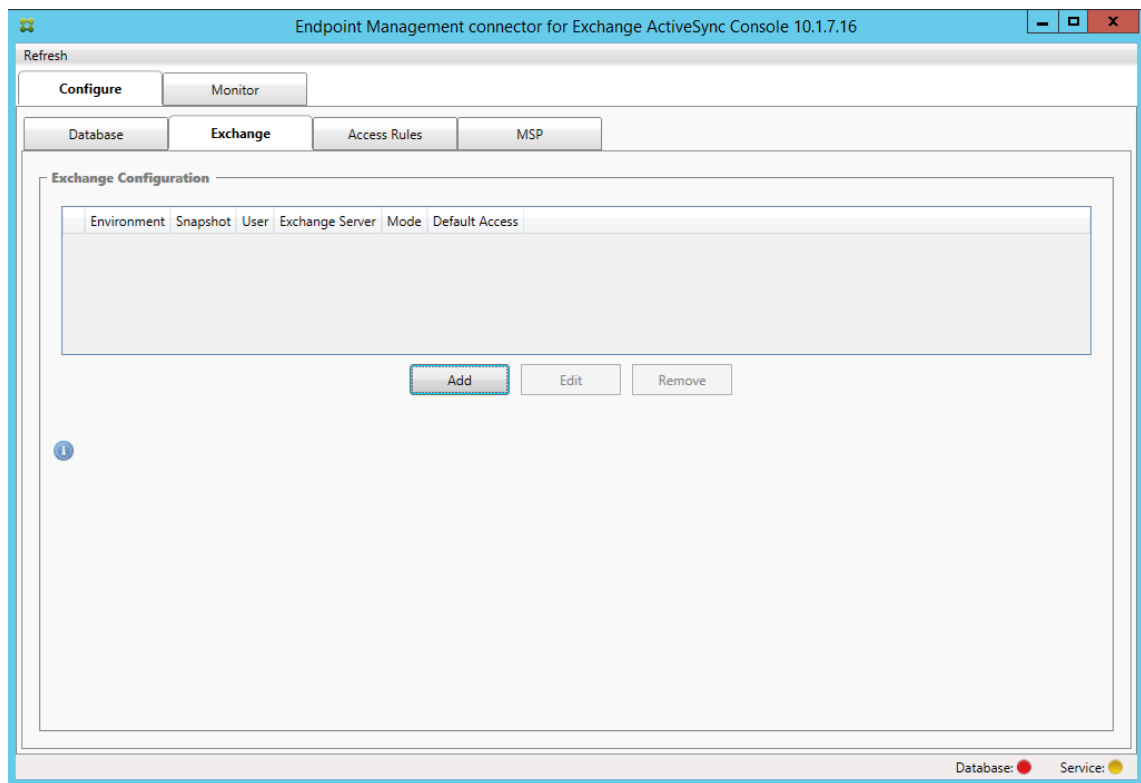 Endpoint Management connector for Exchange ActiveSync Console 10.1.7.16
Refresh
Configure Monitor
Database Exchange Access Rules MSP
Exchange Configuration
Environment Snapshot User Exchange Server Mode Default Access
Add Edit Remove
Database: Service: